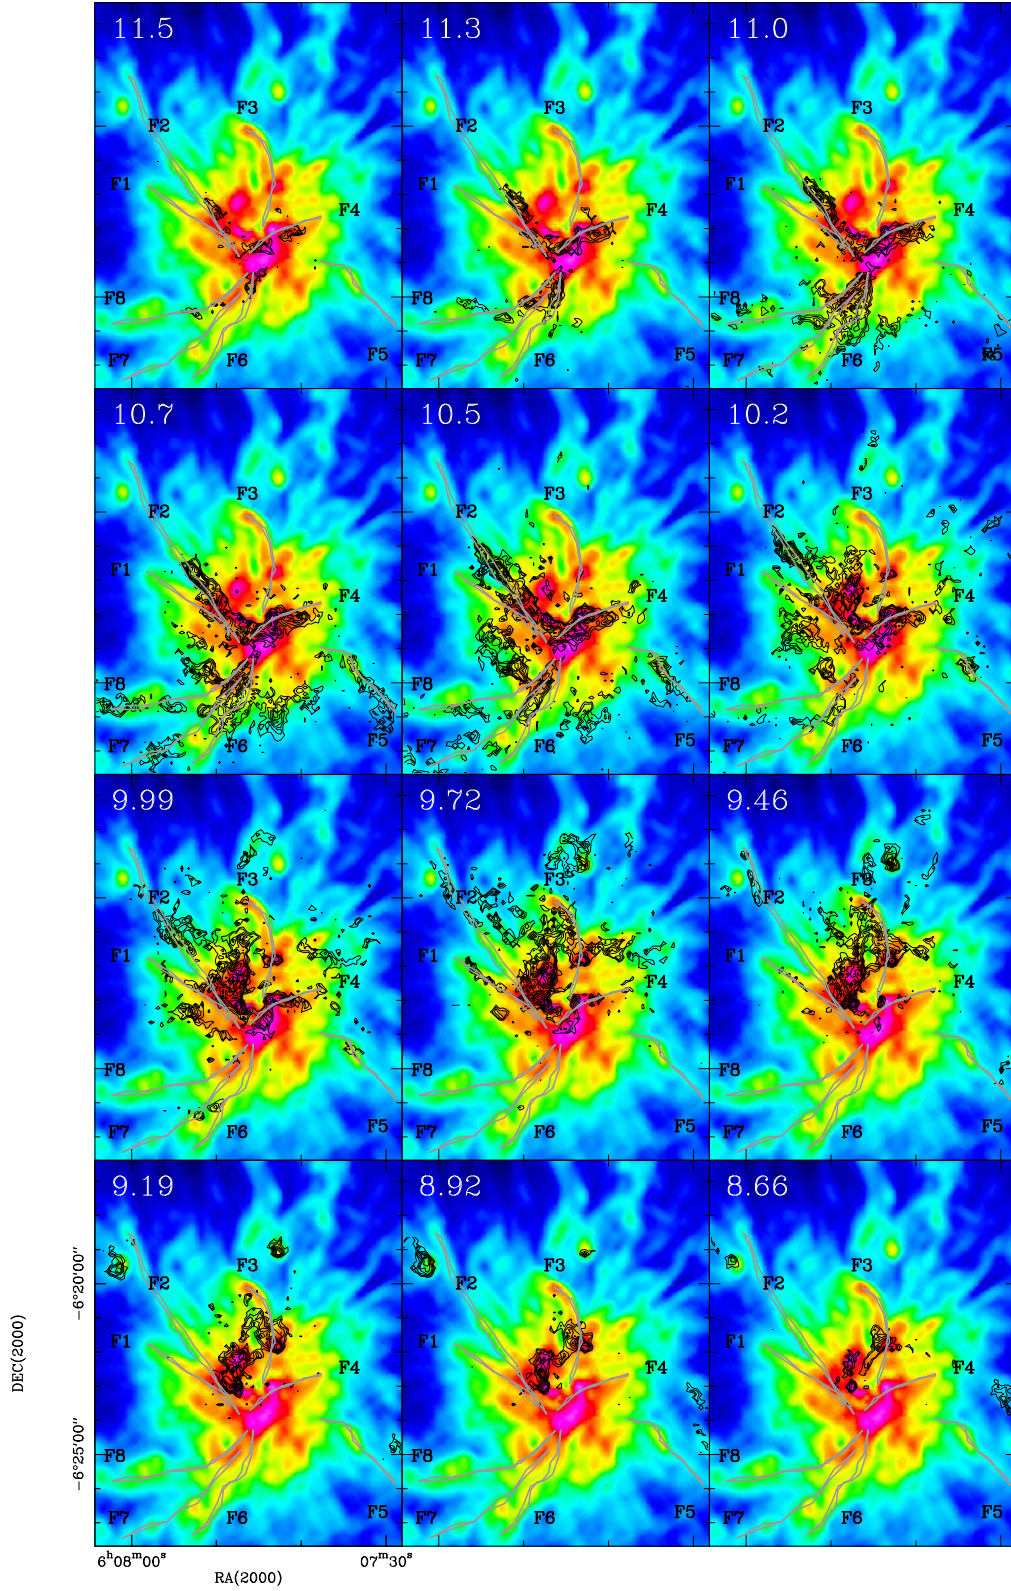 11.5 11.3 11.0
F3 F3 F3
F2 F2 F2
F1 F1 F1
F4 F4 F4
F8 F8 F8
F7 F6 F5 F7 F6 F5 F7 F6 F5
10.7 10.5 10.2
F3 F3 F3
F2 F2 F2
F1 F1 F1
F4 F4 F4
F8 F8 F8
F7 F6 F5 F7 F6 F5 F7 F6 F5
9.99 9.72 9.46
F3 F3 F3
F2 F2 F2
F1 F1 F1
F4 F4 F4
F8 F8 F8
F7 F6 F5 F7 F6 F5 F7 F6 F5
9.19 8.92 8.66
F3 F3 F3
F2 F2 F2
F1 F1 F1
F4 F4 F4
F8 F8 F8
F7 F6 F5 F7 F6 F5 F7 F6 F5
−6°20'00"
−6°25'00"
DEC(2000)
6ʰ08ᵐ00ˢ 07ᵐ30ˢ
RA(2000)